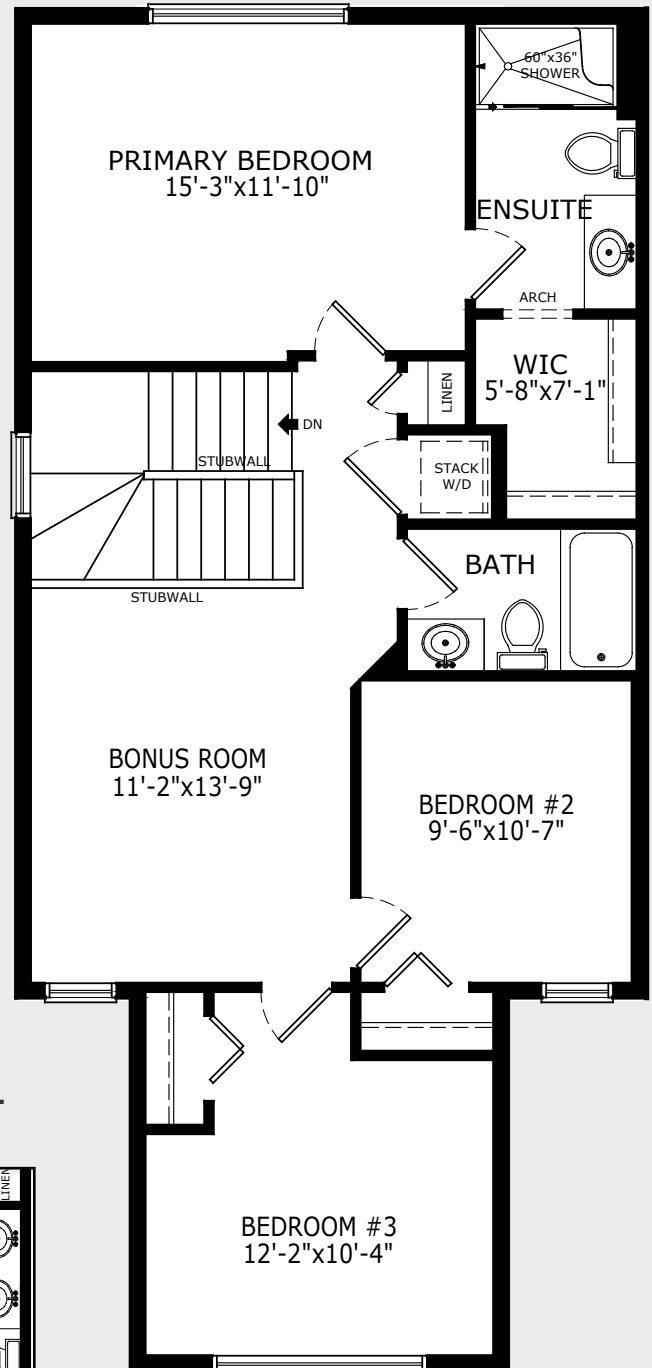 60"x36"
SHOWER
PRIMARY BEDROOM
15'-3"x11'-10"
ENSUITE
ARCH
WIC
5'-8"x7'-1"
LINEN
DN
STUBWALL
STACK
W/D
BATH
STUBWALL
BONUS ROOM
11'-2"x13'-9"
BEDROOM #2
9'-6"x10'-7"
LINEN
BEDROOM #3
12'-2"x10'-4"